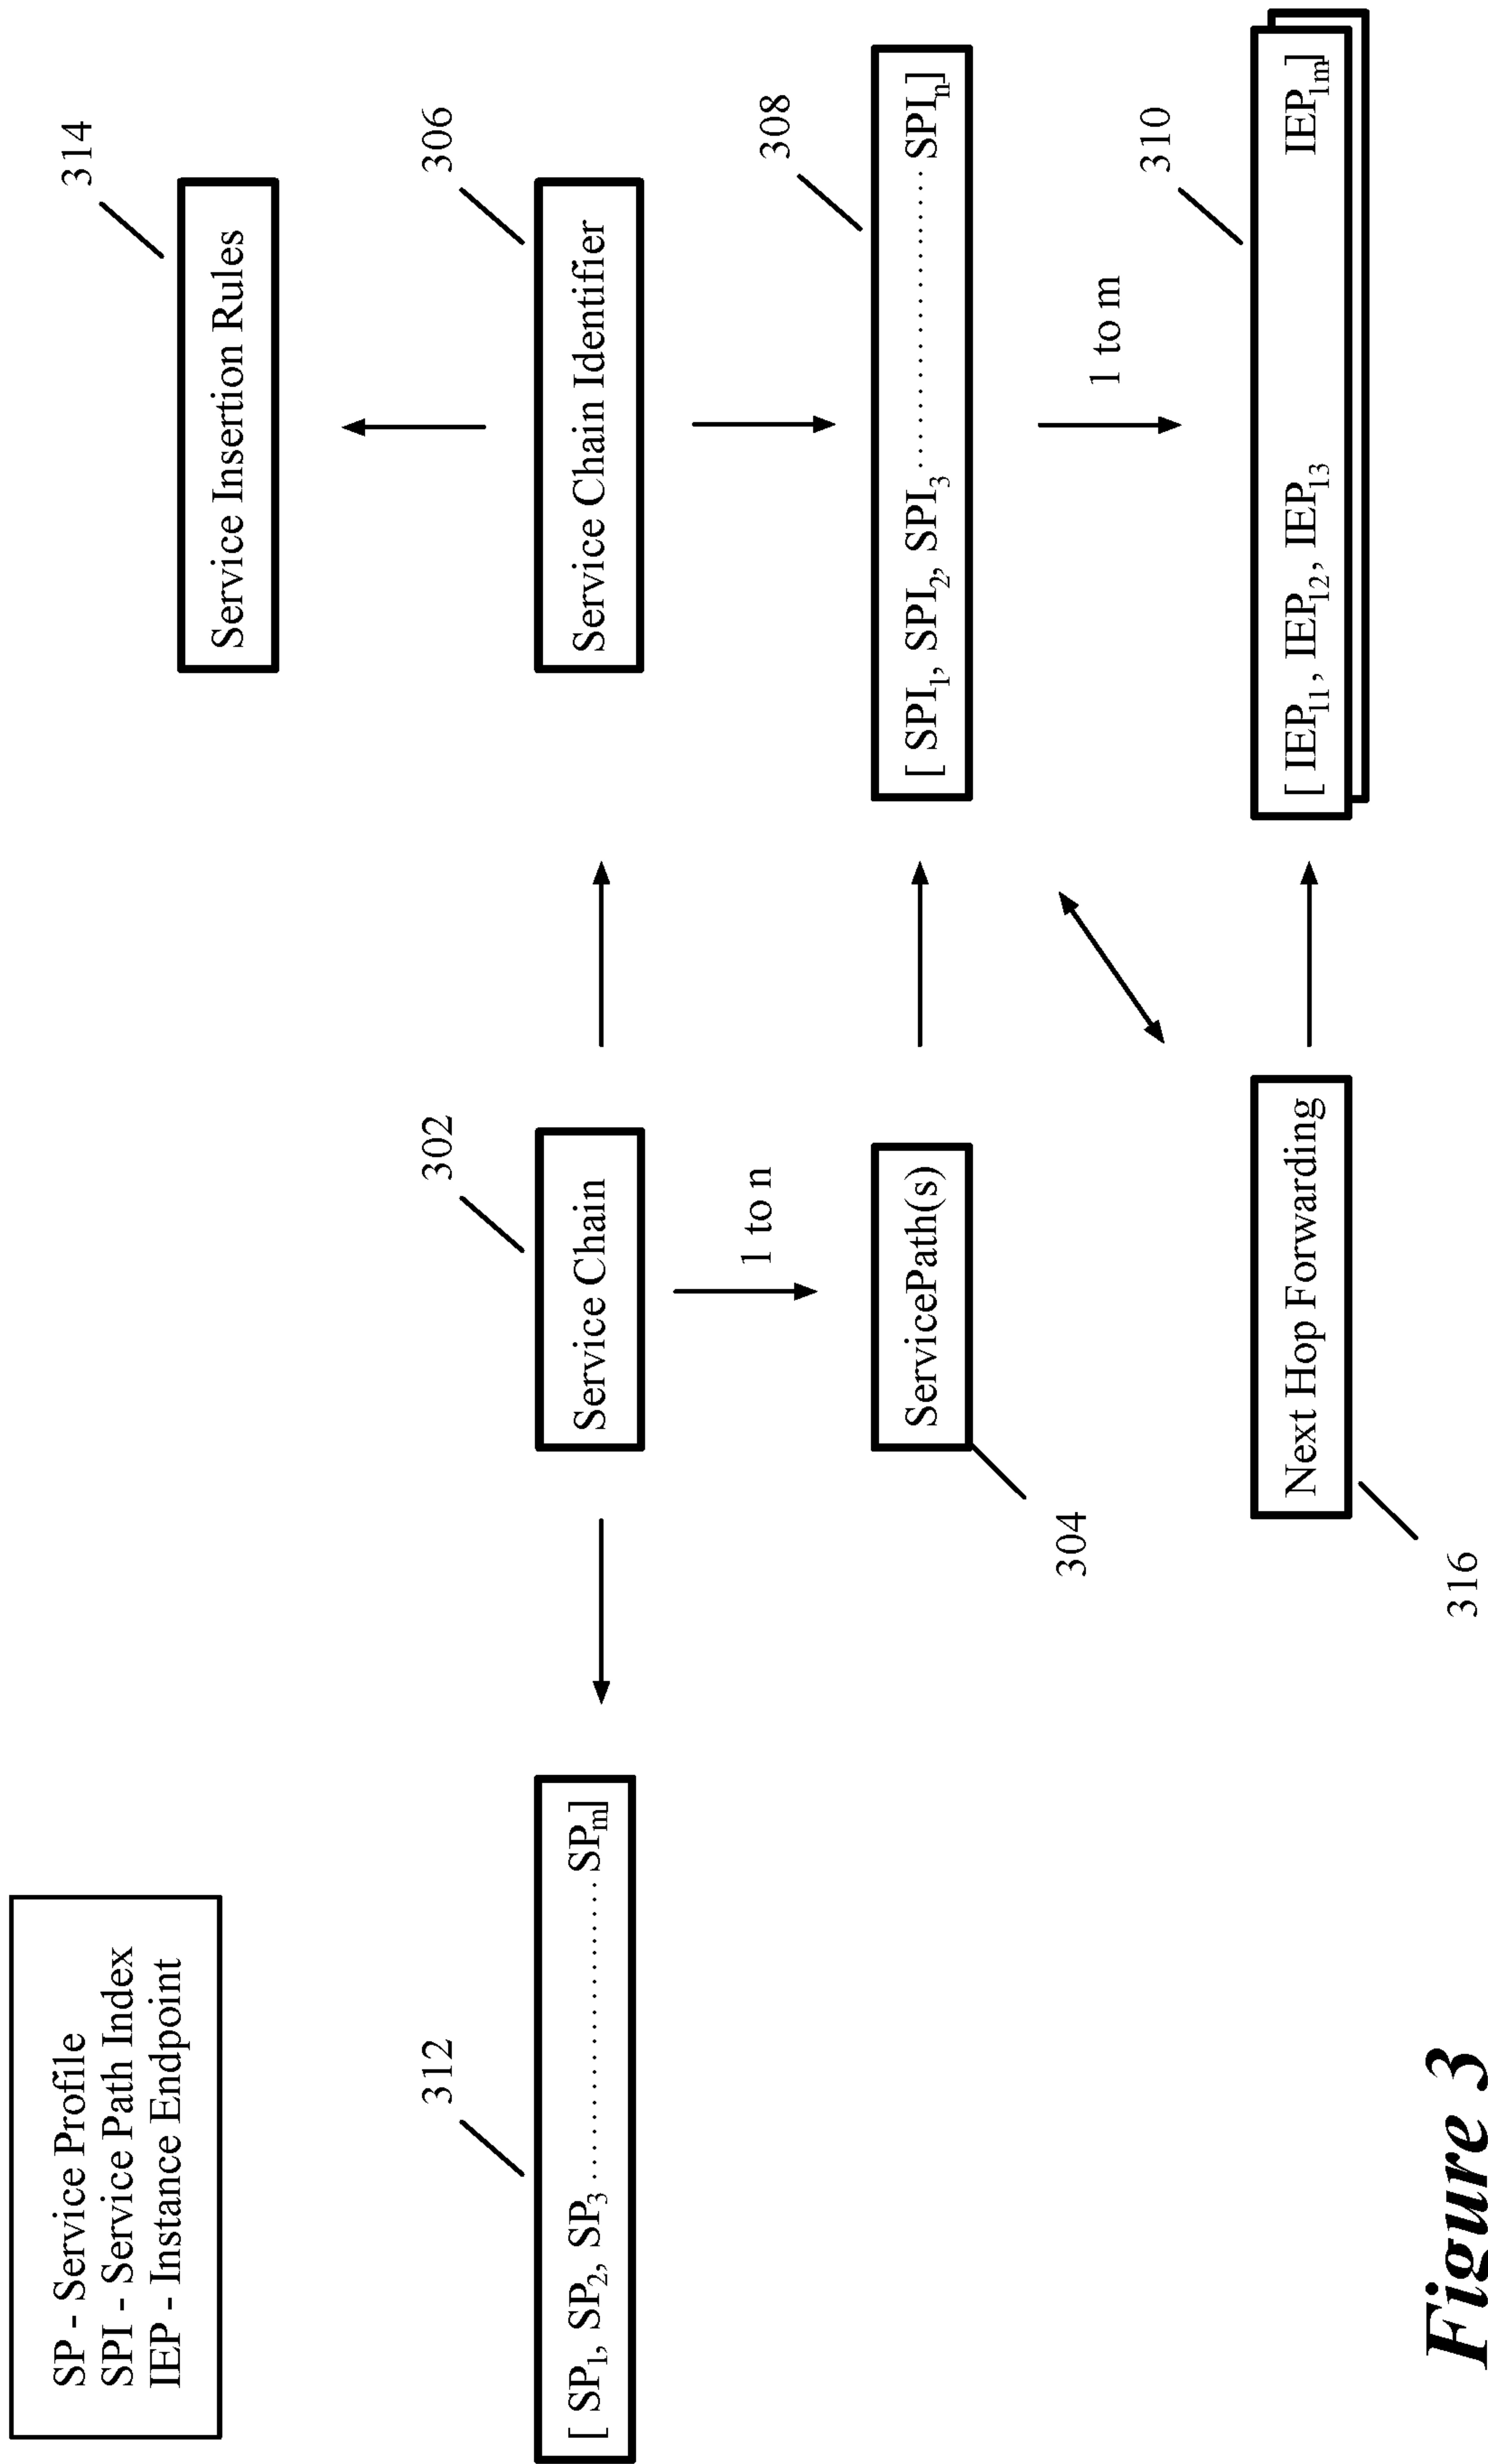 SP - Service Profile
SPI - Service Path Index
IEP - Instance Endpoint
314
Service Insertion Rules
312
302
306
[ SP₁, SP₂, SP₃ ........................ SPₘ]
Service Chain
Service Chain Identifier
1 to n
308
ServicePath(s)
[ SPI₁, SPI₂, SPI₃ ........................ SPIₙ]
304
1 to m
310
Next Hop Forwarding
[ IEP₁₁, IEP₁₂, IEP₁₃ IEP₁ₘ]
316
Figure 3